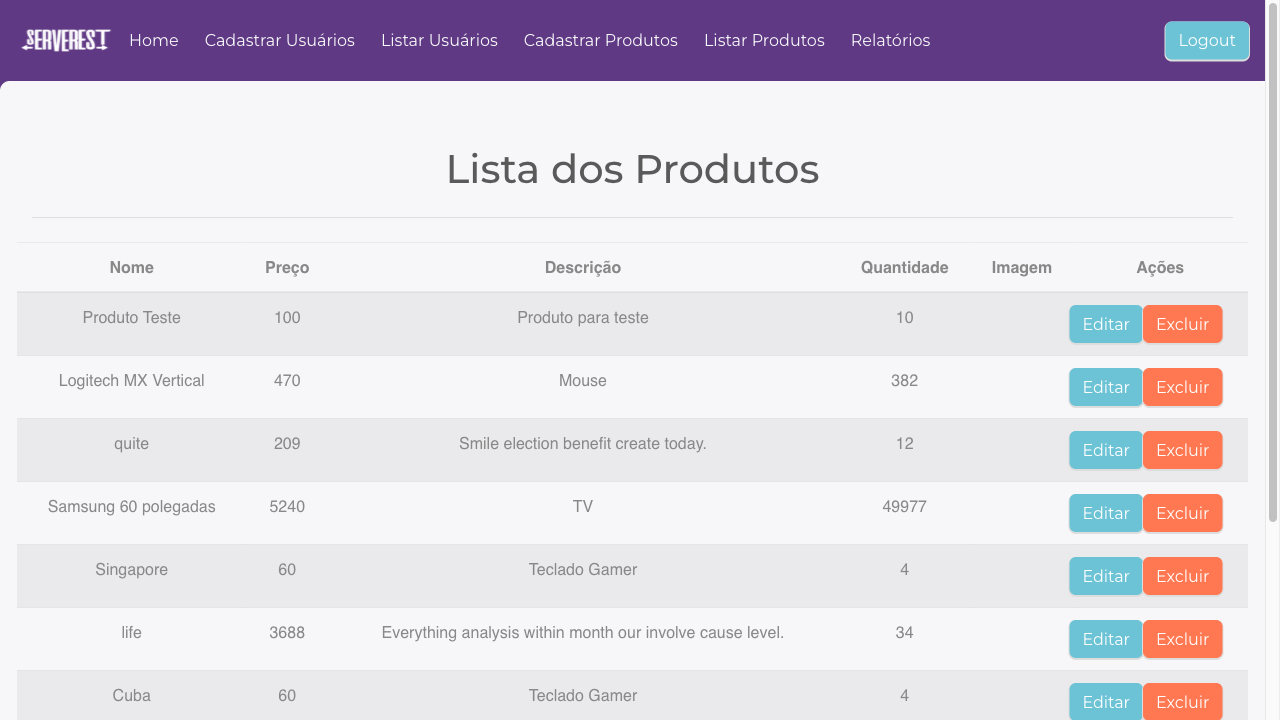 SERVEREST Home Cadastrar Usuários Listar Usuários Cadastrar Produtos Listar Produtos Relatórios Logout
Lista dos Produtos
Nome Preço Descrição Quantidade Imagem Ações
Produto Teste 100 Produto para teste 10 Editar Excluir
Logitech MX Vertical 470 Mouse 382 Editar Excluir
quite 209 Smile election benefit create today. 12 Editar Excluir
Samsung 60 polegadas 5240 TV 49977 Editar Excluir
Singapore 60 Teclado Gamer 4 Editar Excluir
life 3688 Everything analysis within month our involve cause level. 34 Editar Excluir
Cuba 60 Teclado Gamer 4 Editar Excluir